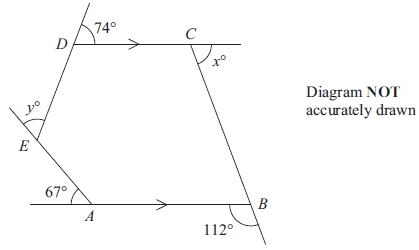 74°
D
C
x°
Diagram NOT
accurately drawn
y°
E
67°
A
B
112°